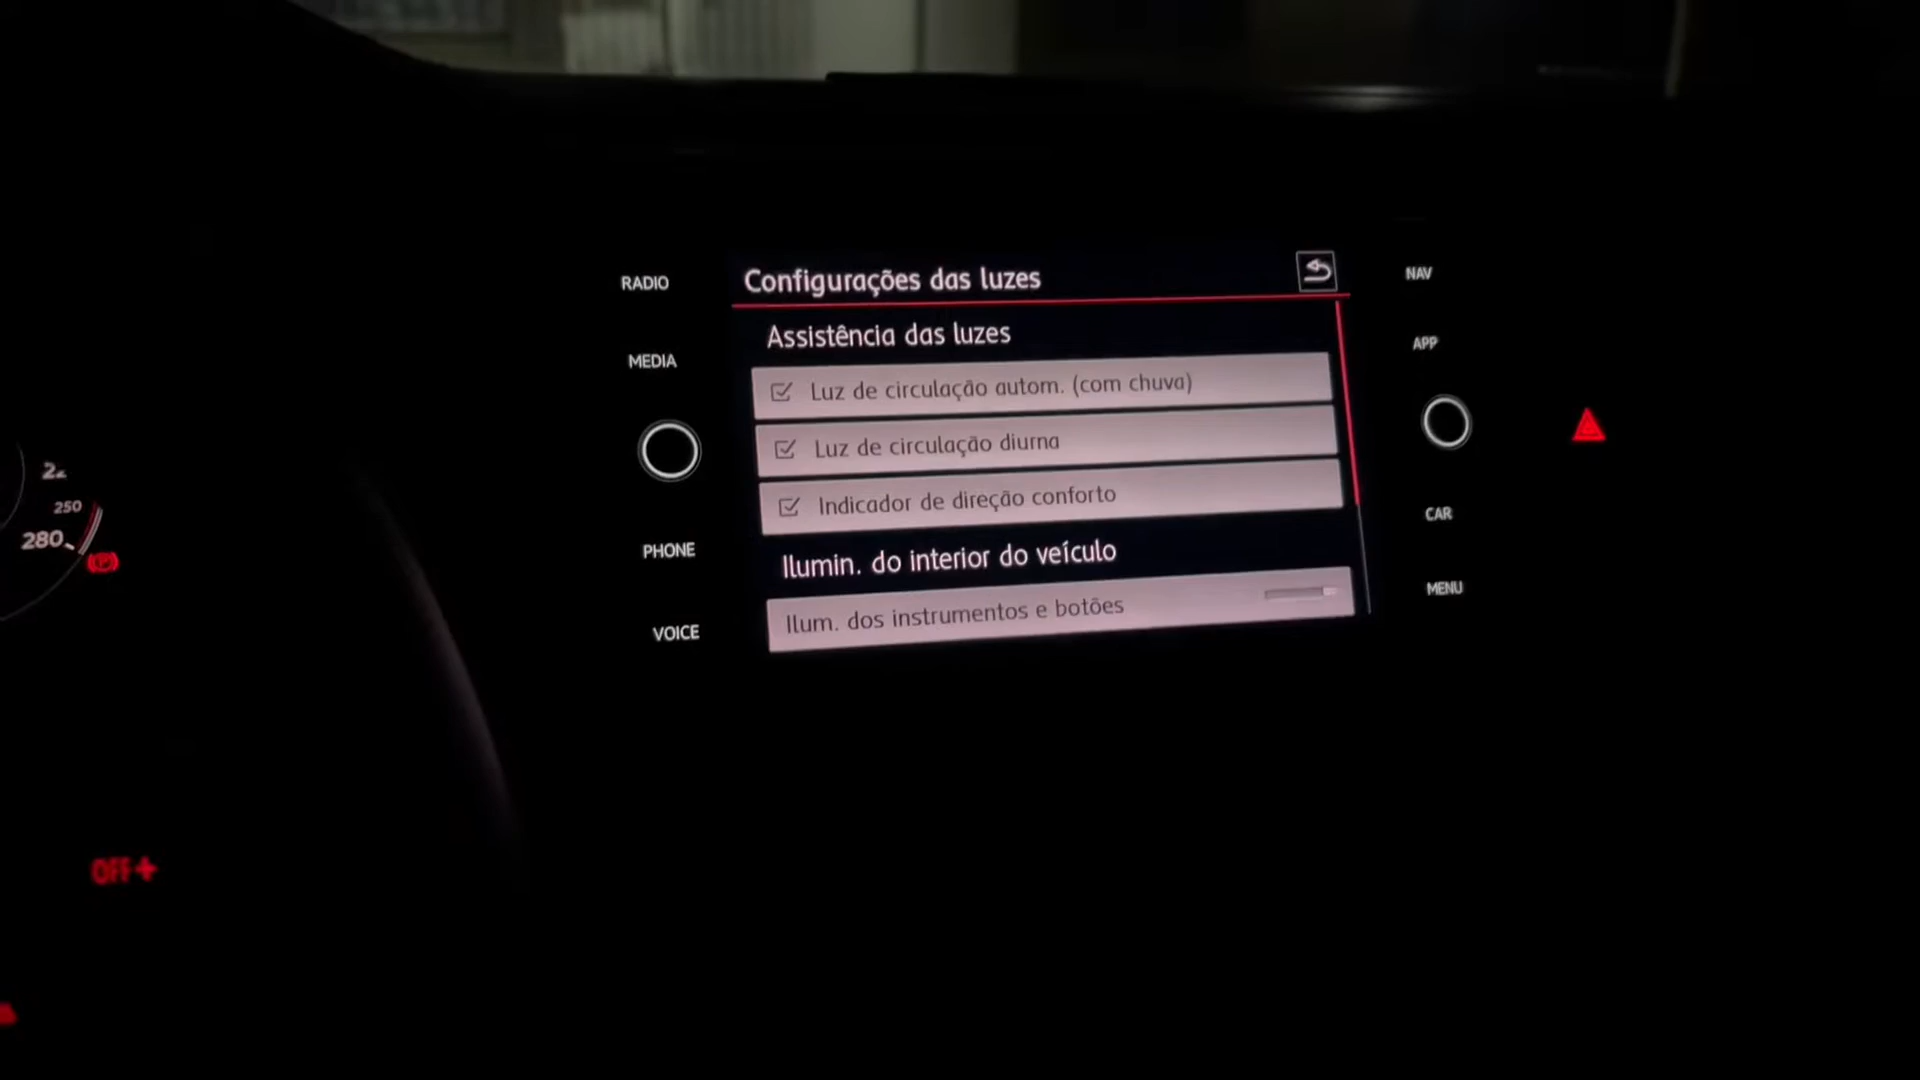 RADIO
MEDIA
PHONE
VOICE
Configurações das luzes
Assistência das luzes
Luz de circulação autom. (com chuva)
Luz de circulação diurna
Indicador de direção conforto
Ilumin. do interior do veículo
Ilum. dos instrumentos e botões
NAV
APP
CAR
MENU
250
280
OFF